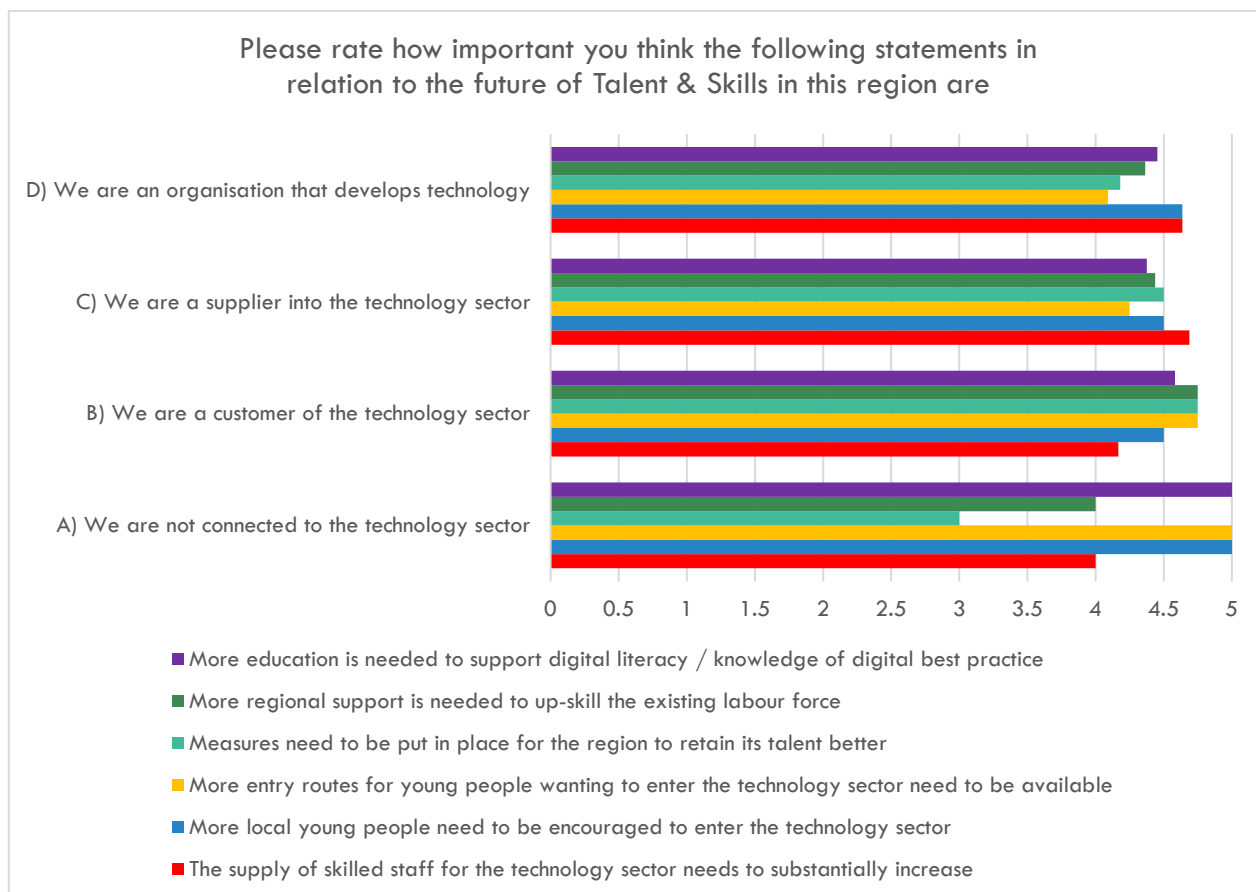 Please rate how important you think the following statements in
relation to the future of Talent & Skills in this region are
D) We are an organisation that develops technology
C) We are a supplier into the technology sector
B) We are a customer of the technology sector
A) We are not connected to the technology sector
0 0.5 1 1.5 2 2.5 3 3.5 4 4.5 5
More education is needed to support digital literacy / knowledge of digital best practice
More regional support is needed to up-skill the existing labour force
Measures need to be put in place for the region to retain its talent better
More entry routes for young people wanting to enter the technology sector need to be available
More local young people need to be encouraged to enter the technology sector
The supply of skilled staff for the technology sector needs to substantially increase